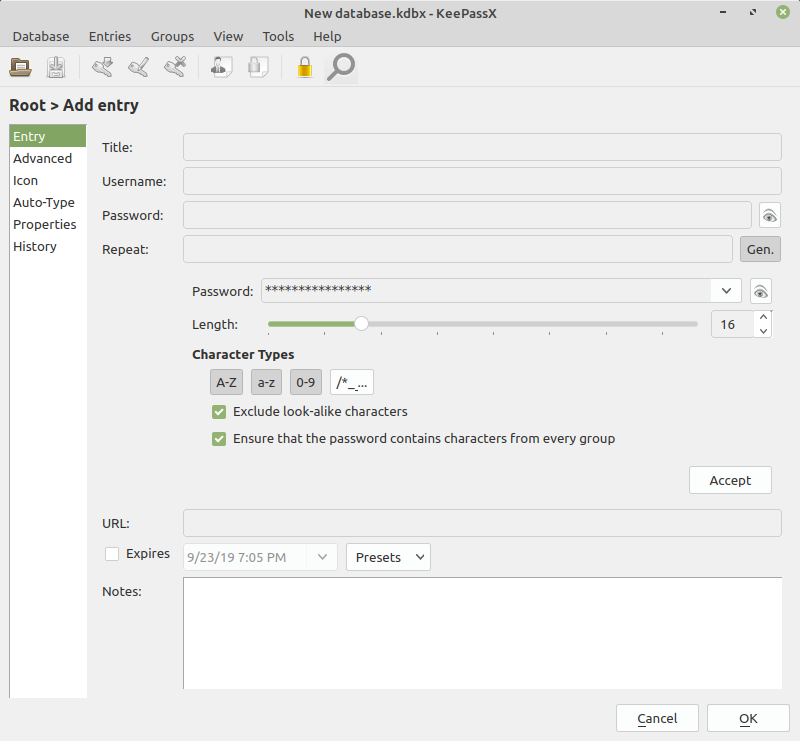 New database.kdbx - KeePassX
Database Entries Groups View Tools Help
Root > Add entry
Entry
Advanced
Icon
Auto-Type
Properties
History
Title:
Username:
Password:
Repeat:
Gen.
Password: ****************
Length: 16
Character Types
A-Z a-z 0-9 /*_...
Exclude look-alike characters
Ensure that the password contains characters from every group
Accept
URL:
Expires 9/23/19 7:05 PM Presets
Notes:
Cancel OK